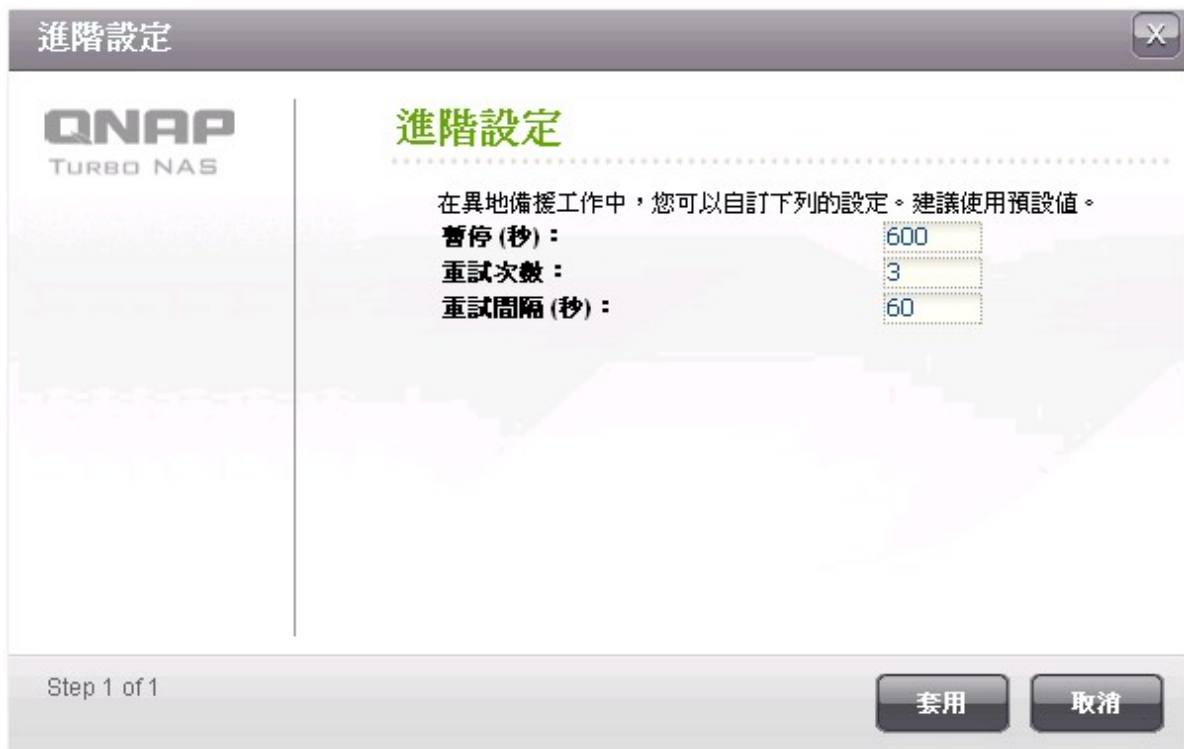 進階設定
X
QNAP
TURBO NAS
進階設定
在異地備援工作中，您可以自訂下列的設定。建議使用預設值。
暫停 (秒)： 600
重試次數： 3
重試間隔 (秒)： 60
Step 1 of 1
套用 取消